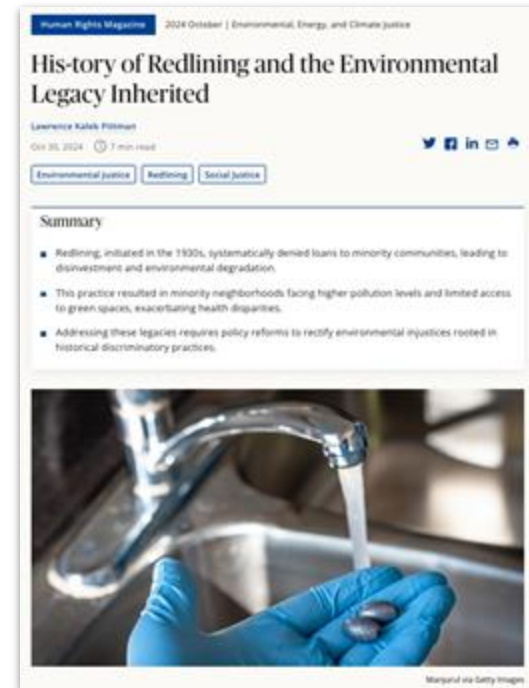 Human Rights Magazine 2024 October | Environmental, Energy, and Climate Justice
His-tory of Redlining and the Environmental
Legacy Inherited
Lawrence Kalek Pittman
Oct 30, 2024 7 min read
Environmental Justice Redlining Social Justice
Summary
Redlining, initiated in the 1930s, systematically denied loans to minority communities, leading to
disinvestment and environmental degradation.
This practice resulted in minority neighborhoods facing higher pollution levels and limited access
to green spaces, exacerbating health disparities.
Addressing these legacies requires policy reforms to rectify environmental injustices rooted in
historical discriminatory practices.
via Getty Images